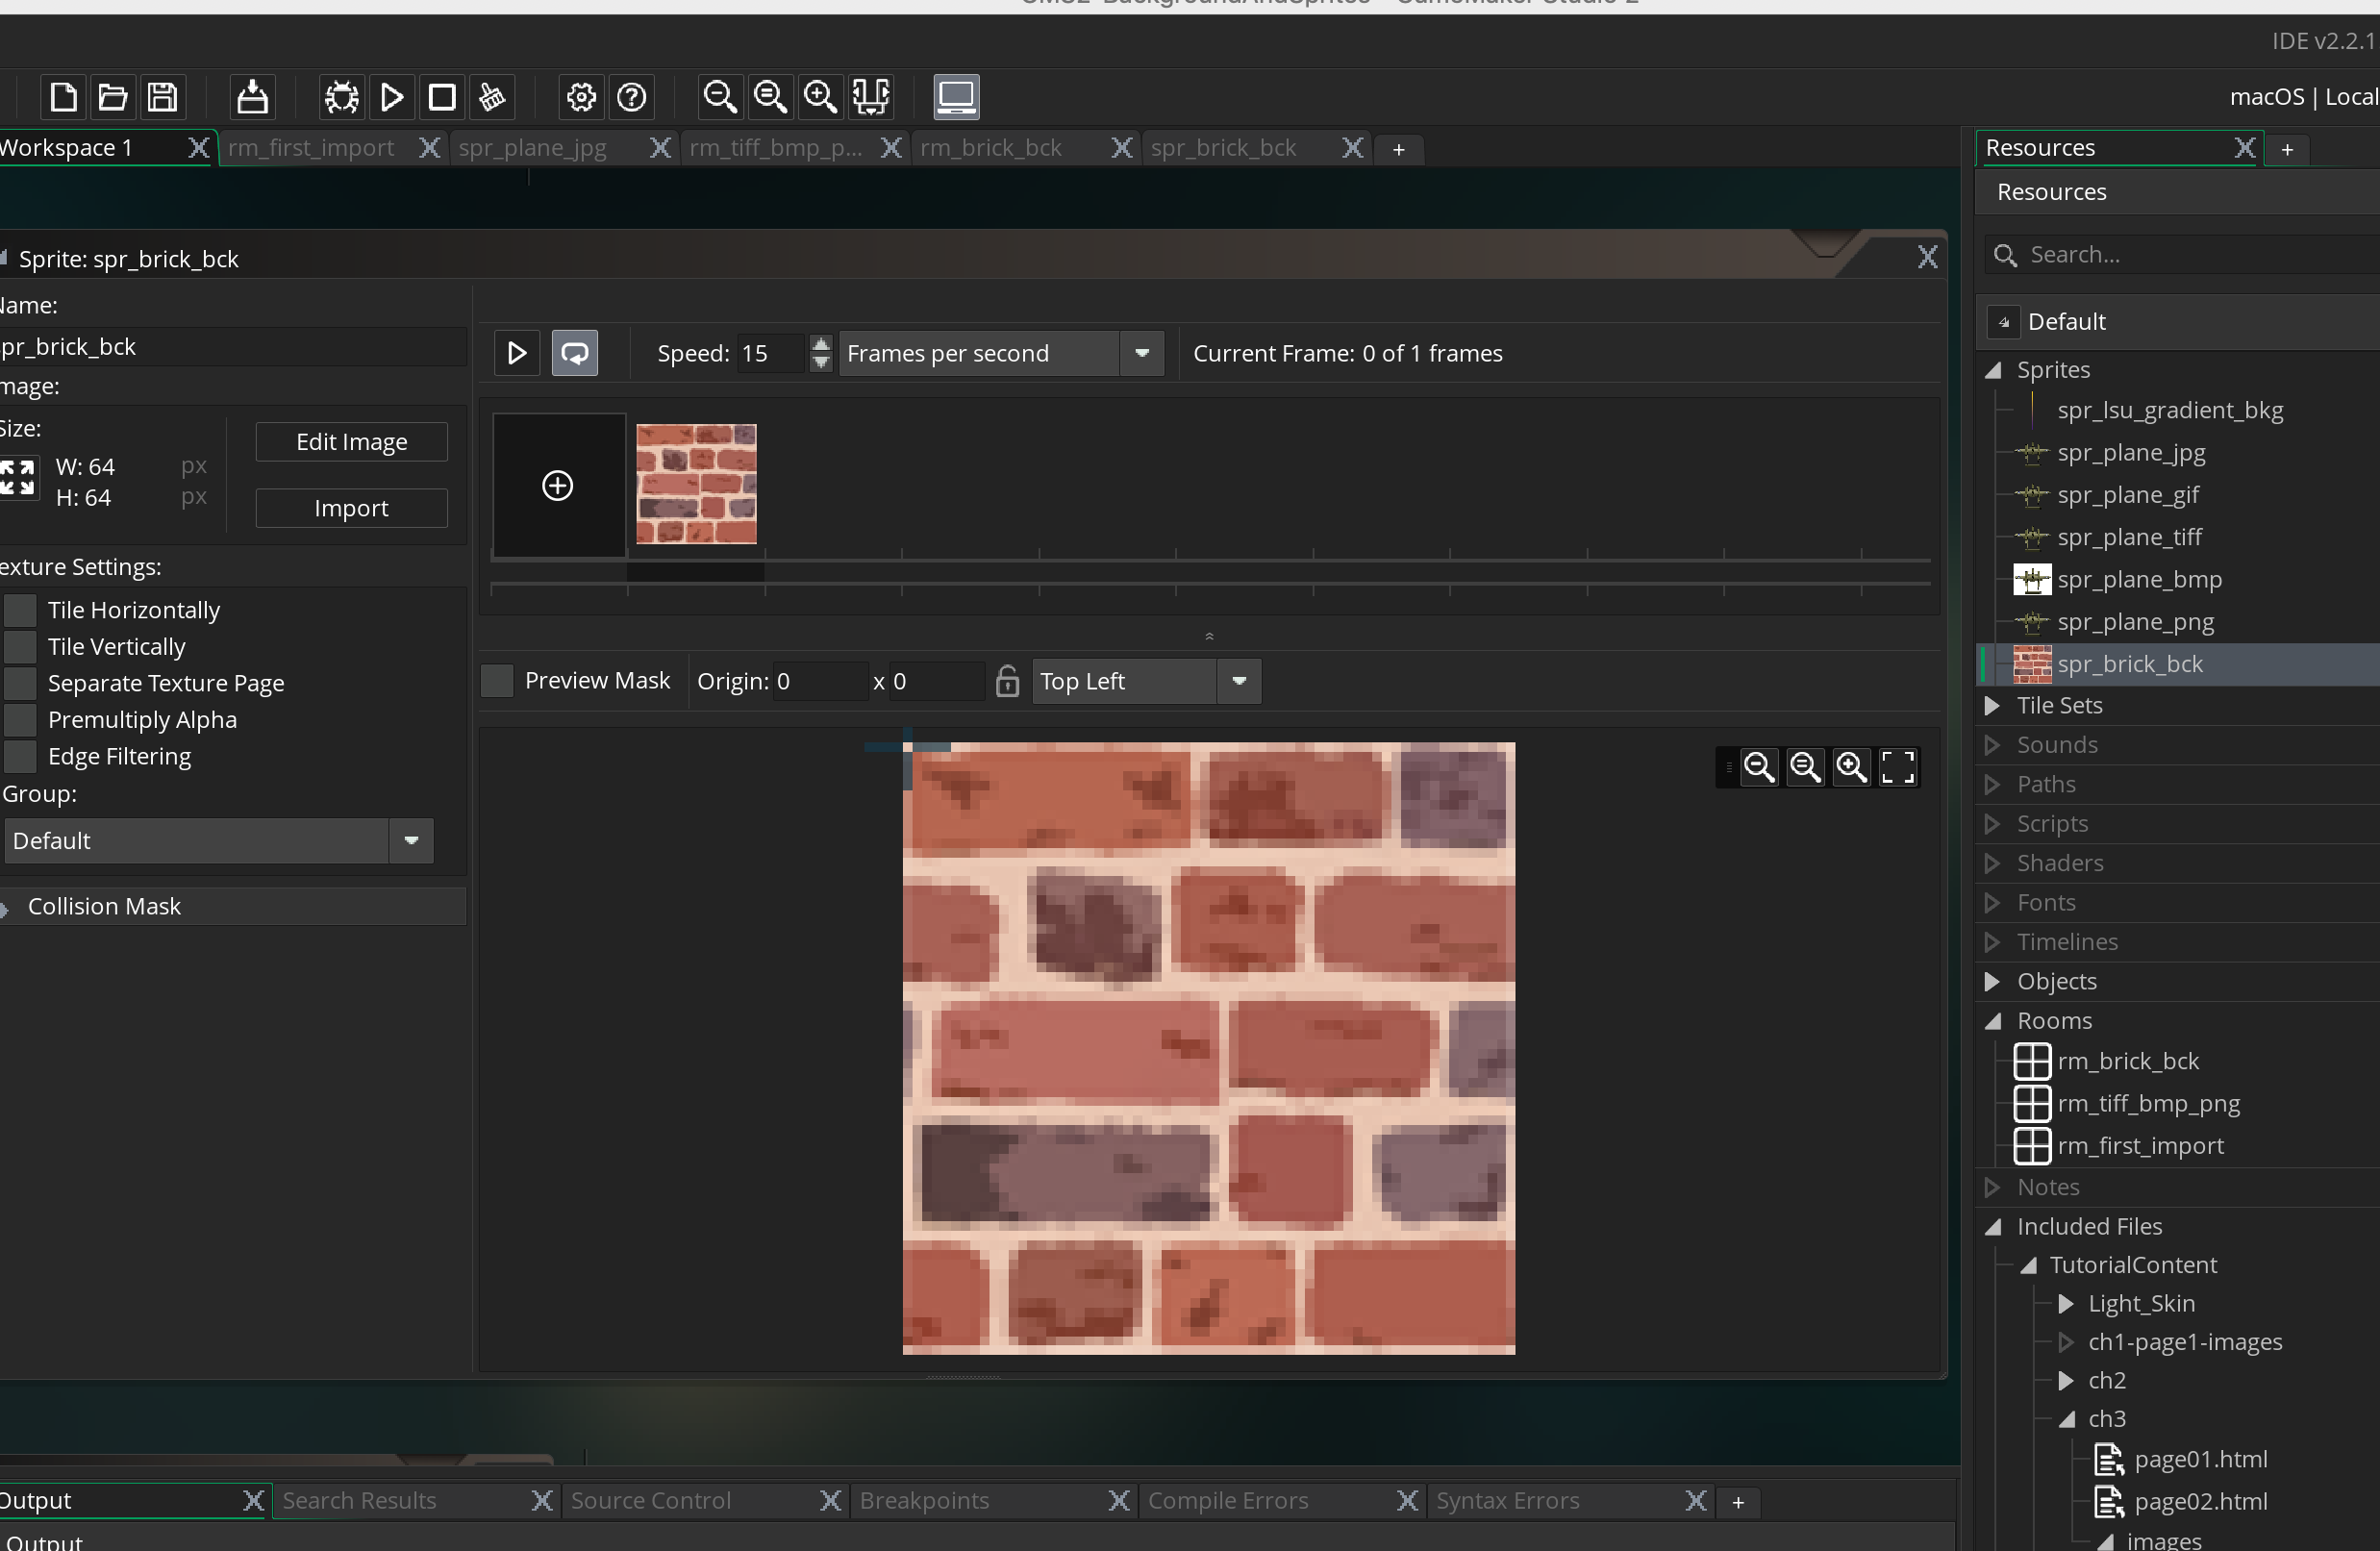 IDE v2.2.1
macOS | Local
Workspace 1
rm_first_import
spr_plane_jpg
rm_tiff_bmp_p...
rm_brick_bck
spr_brick_bck
+
Resources
+
Resources
Search...
Default
Sprite: spr_brick_bck
Name:
spr_brick_bck
Image:
Size:
W: 64 px
H: 64 px
Edit Image
Import
Texture Settings:
Tile Horizontally
Tile Vertically
Separate Texture Page
Premultiply Alpha
Edge Filtering
Group:
Default
Collision Mask
Speed: 15
Frames per second
Current Frame: 0 of 1 frames
Preview Mask
Origin: 0 x 0
Top Left
Sprites
spr_lsu_gradient_bkg
spr_plane_jpg
spr_plane_gif
spr_plane_tiff
spr_plane_bmp
spr_plane_png
spr_brick_bck
Tile Sets
Sounds
Paths
Scripts
Shaders
Fonts
Timelines
Objects
Rooms
rm_brick_bck
rm_tiff_bmp_png
rm_first_import
Notes
Included Files
TutorialContent
Light_Skin
ch1-page1-images
ch2
ch3
page01.html
page02.html
images
Output
Search Results
Source Control
Breakpoints
Compile Errors
Syntax Errors
+
Output